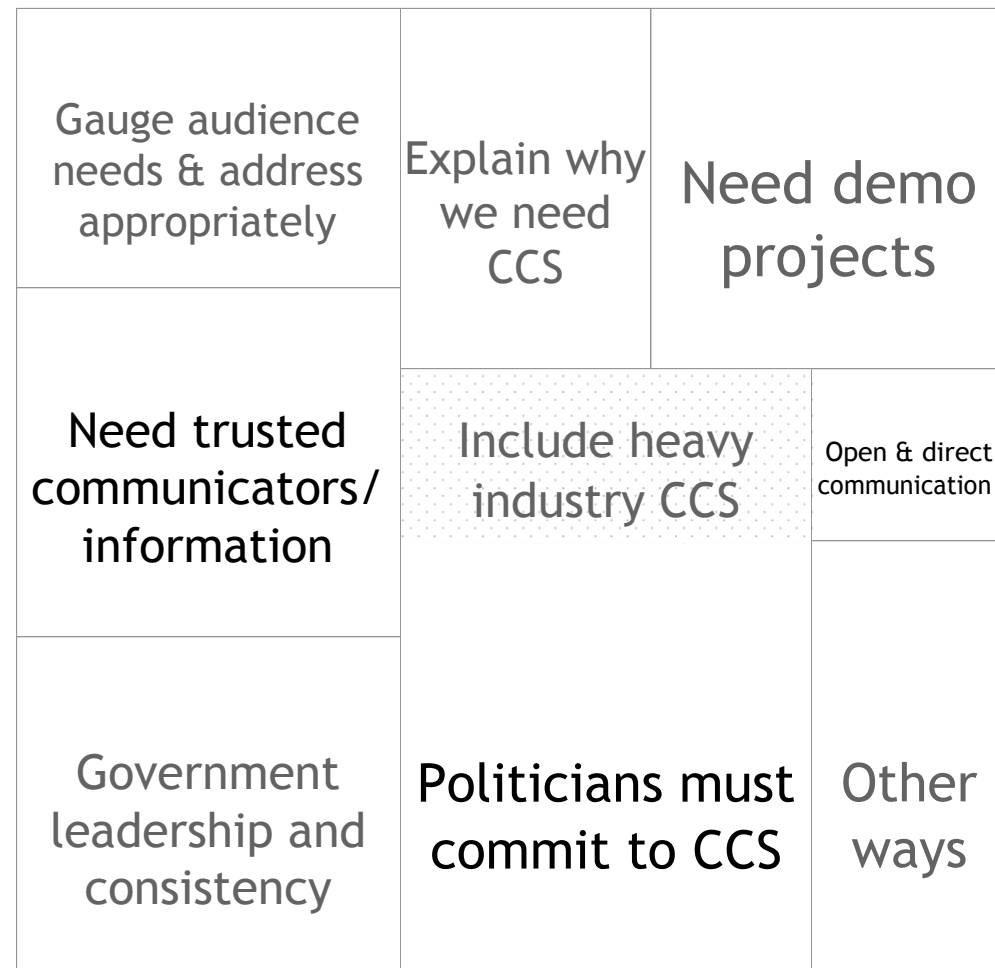 Gauge audience
needs & address
appropriately
Explain why
we need
CCS
Need demo
projects
Need trusted
communicators/
information
Include heavy
industry CCS
Open & direct
communication
Government
leadership and
consistency
Politicians must
commit to CCS
Other
ways